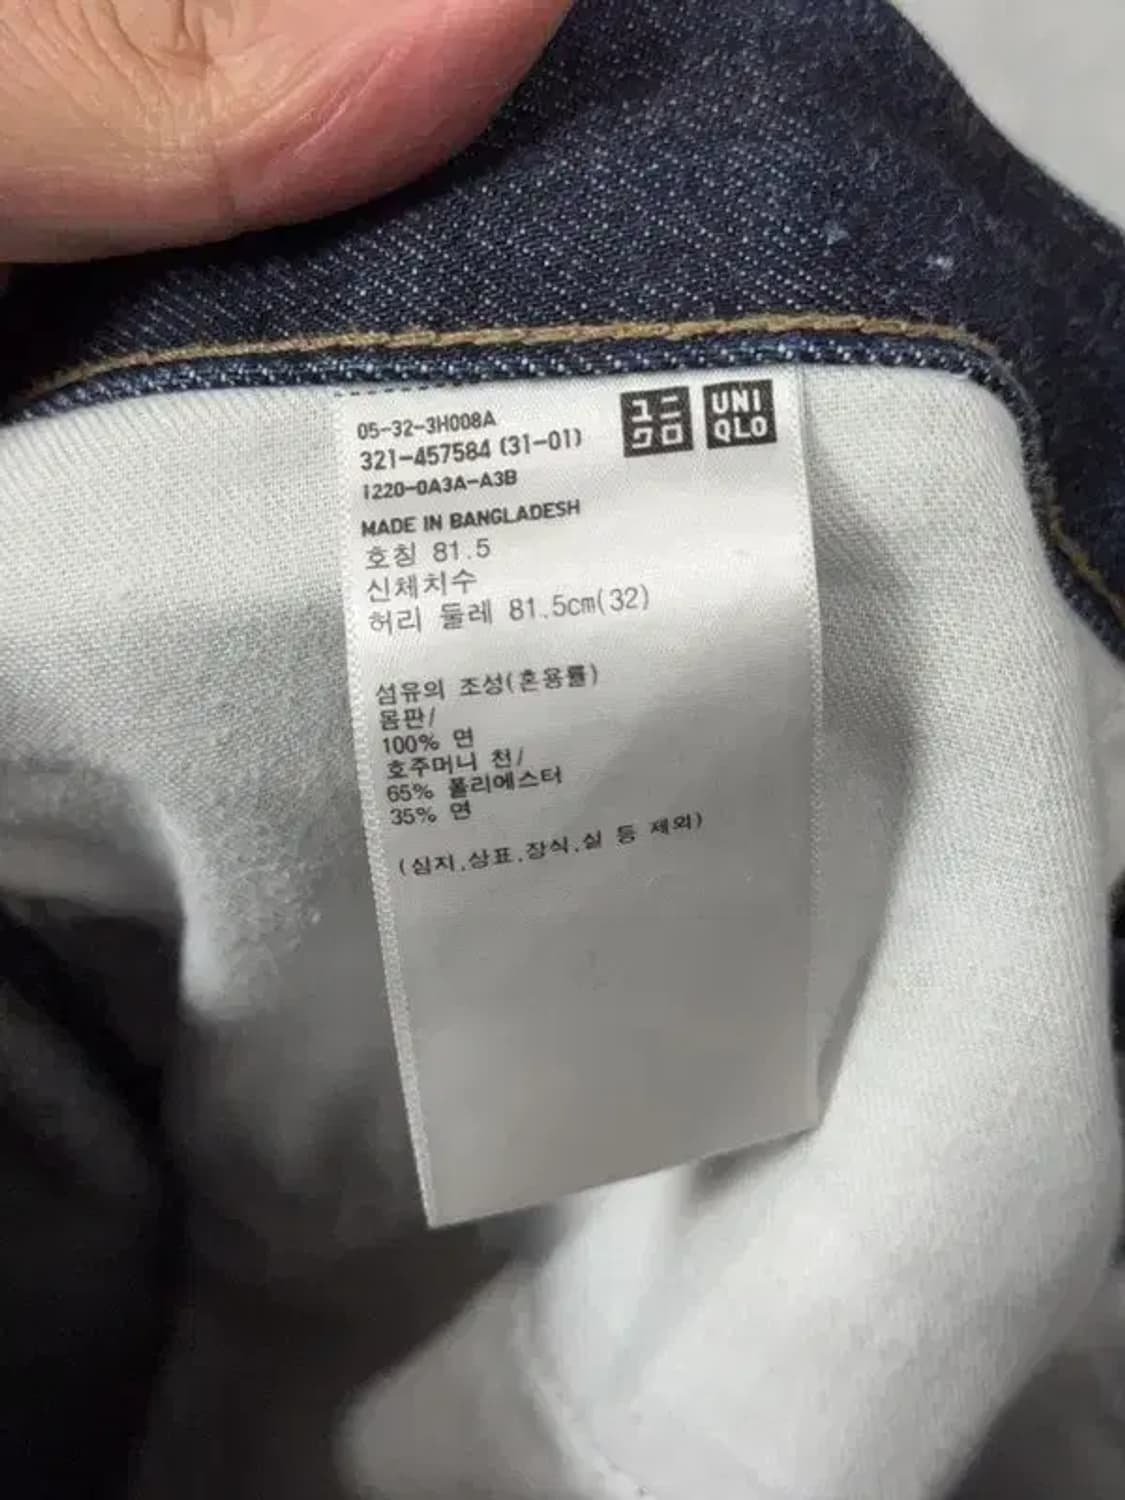 05-32-3H008A
321-457584 (31-01)
1220-0A3A-A3B
ユニ
クロ
UNI
QLO
MADE IN BANGLADESH
호칭 81.5
신체치수
허리 둘레 81.5cm(32)
섬유의 조성(혼용률)
몸판/
100% 면
호주머니 천/
65% 폴리에스터
35% 면
(심지,상표,장식,실 등 제외)